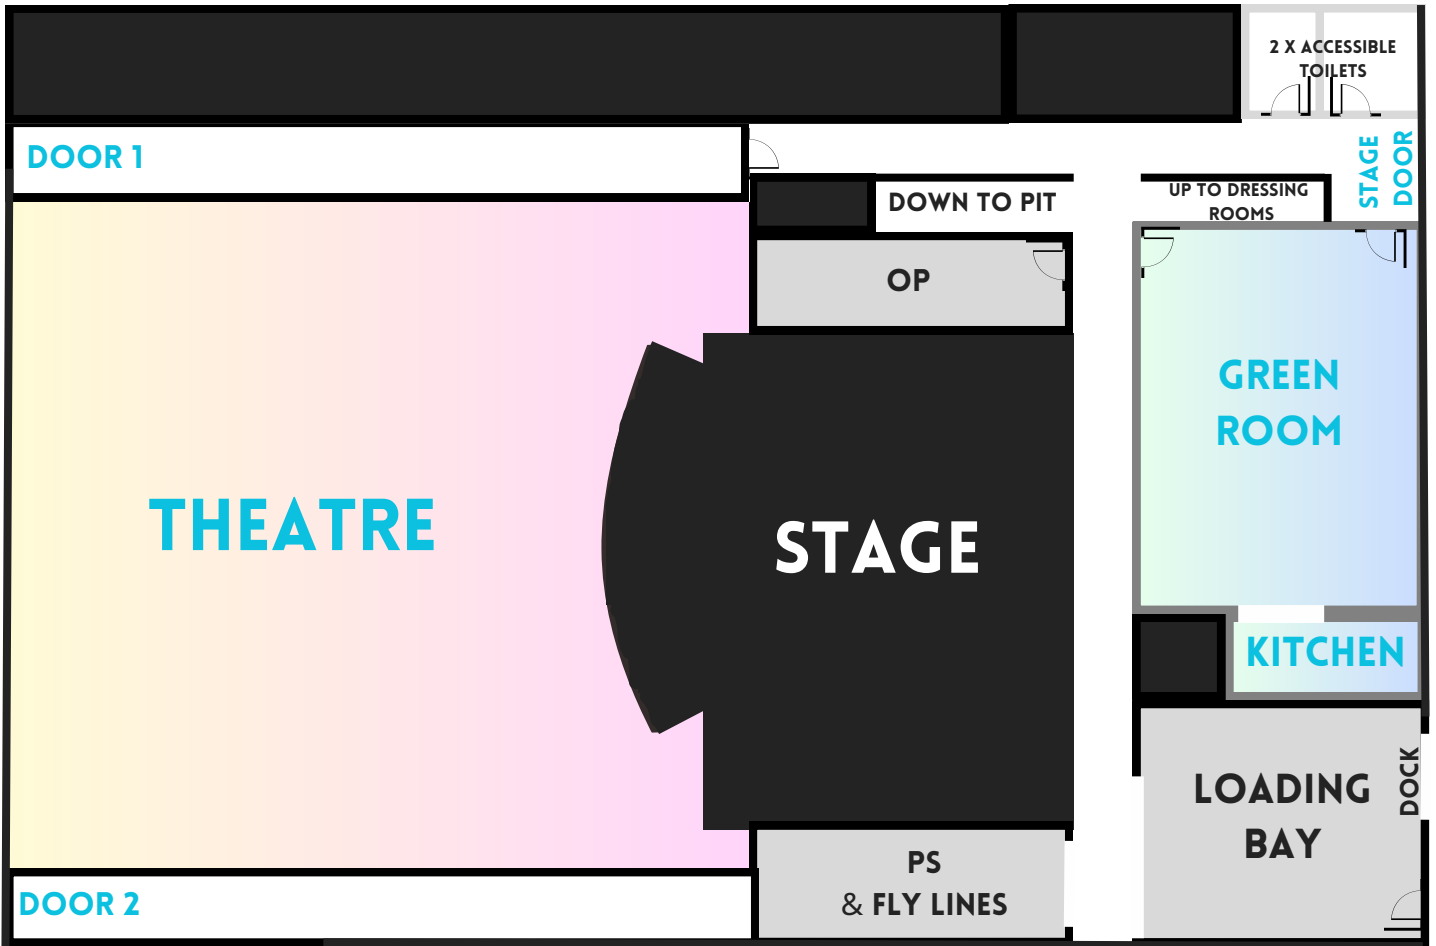 2 X ACCESSIBLE
TOILETS
DOOR 1
STAGE
DOOR
DOWN TO PIT
UP TO DRESSING
ROOMS
OP
GREEN
ROOM
THEATRE
STAGE
KITCHEN
LOADING
BAY
DOCK
PS
& FLY LINES
DOOR 2